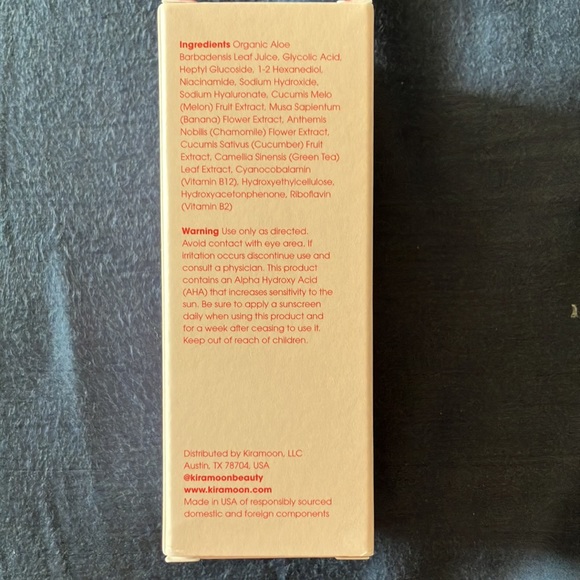 Ingredients Organic Aloe
Barbadensis Leaf Juice, Glycolic Acid,
Heptyl Glucoside, 1-2 Hexanediol,
Niacinamide, Sodium Hydroxide,
Sodium Hyaluronate, Cucumis Melo
(Melon) Fruit Extract, Musa Sapientum
(Banana) Flower Extract, Anthemis
Nobilis (Chamomile) Flower Extract,
Cucumis Sativus (Cucumber) Fruit
Extract, Camellia Sinensis (Green Tea)
Leaf Extract, Cyanocobalamin
(Vitamin B12), Hydroxyethylcellulose,
Hydroxyacetonphenone, Riboflavin
(Vitamin B2)
Warning Use only as directed.
Avoid contact with eye area. If
irritation occurs discontinue use and
consult a physician. This product
contains an Alpha Hydroxy Acid
(AHA) that increases sensitivity to the
sun. Be sure to apply a sunscreen
daily when using this product and
for a week after ceasing to use it.
Keep out of reach of children.
Distributed by Kiramoon, LLC
Austin, TX 78704, USA
@kiramoonbeauty
www.kiramoon.com
Made in USA of responsibly sourced
domestic and foreign components